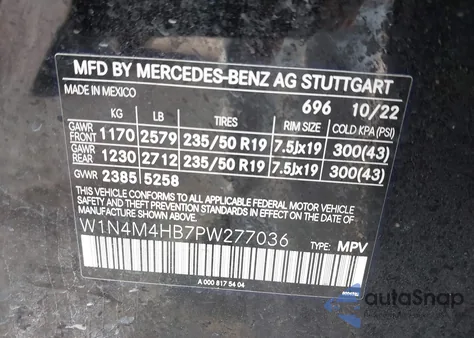 MFD BY MERCEDES-BENZ AG STUTTGART
MADE IN MEXICO 696 10/22
KG LB TIRES RIM SIZE COLD KPA (PSI)
GAWR FRONT 1170 2579 235/50 R19 7.5Jx19 300(43)
GAWR REAR 1230 2712 235/50 R19 7.5Jx19 300(43)
GVWR 2385 5258
THIS VEHICLE CONFORMS TO ALL APPLICABLE
FEDERAL MOTOR VEHICLE SAFETY AND THEFT
PREVENTION STANDARDS IN EFFECT ON THE DATE
OF MANUFACTURE SHOWN ABOVE.
W1N4M4HB7PW277036 TYPE: MPV
A 000 817 54 04
autoSnap